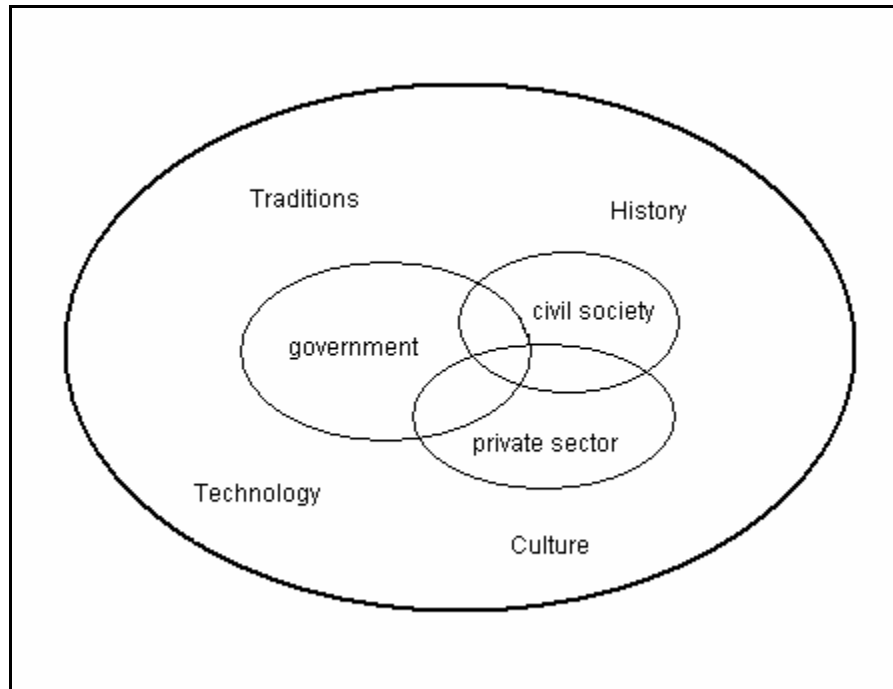 Traditions
History
civil society
government
private sector
Technology
Culture